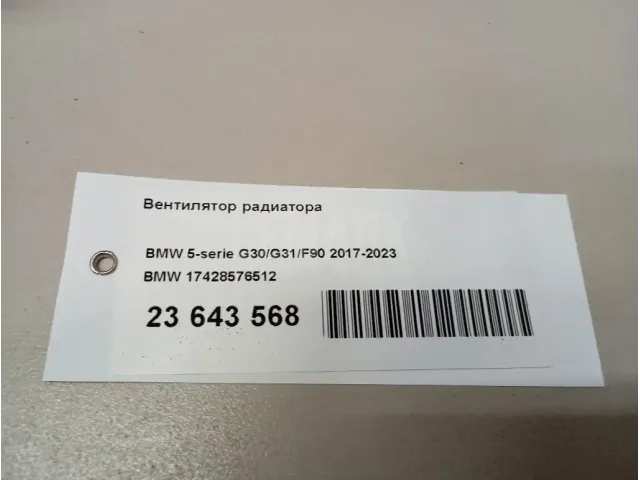 Вентилятор радиатора
BMW 5-serie G30/G31/F90 2017-2023
BMW 17428576512
23 643 568